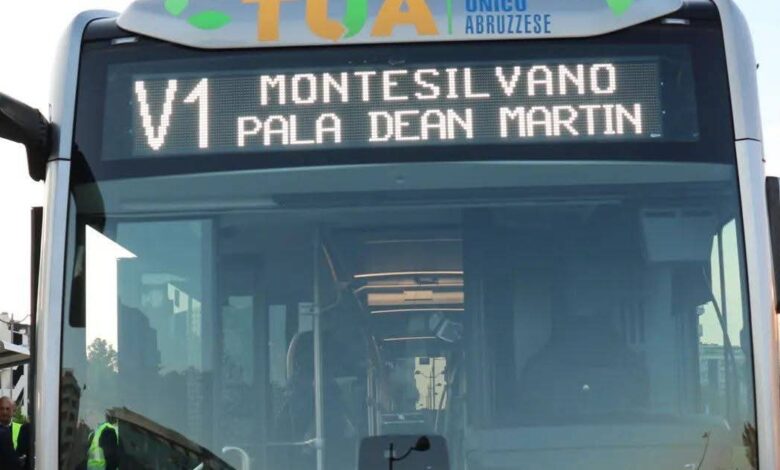 TUA
UNICO
ABRUZZESE
V1 MONTESILVANO
PALA DEAN MARTIN